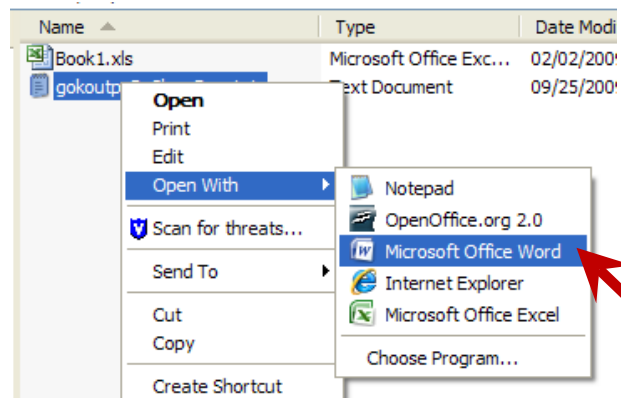 Name Type Date Modi
Book1.xls Microsoft Office Exc... 02/02/2009
Text Document 09/25/2009
Open
Print
Edit
Open With
Notepad
OpenOffice.org 2.0
Scan for threats...
Microsoft Office Word
Send To
Internet Explorer
Microsoft Office Excel
Cut
Copy
Choose Program...
Create Shortcut